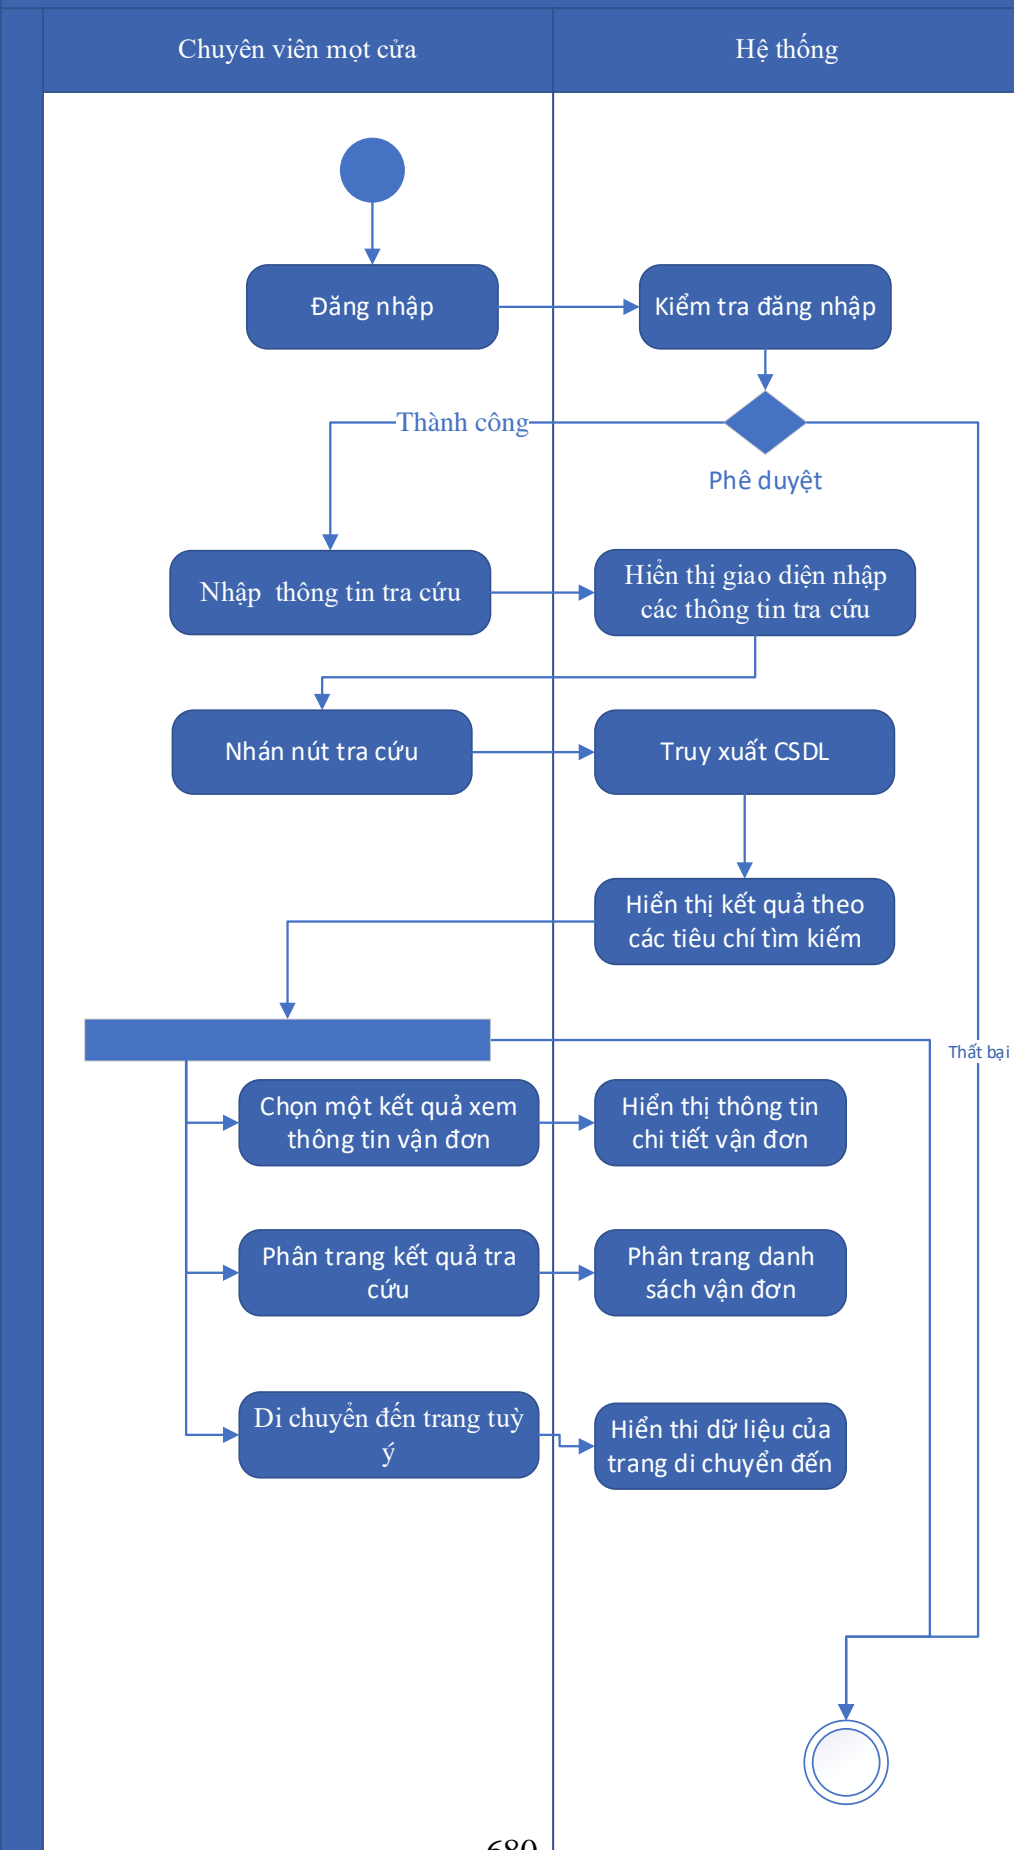 Chuyên viên mọt cửa
Hệ thống
Đăng nhập
Kiểm tra đăng nhập
Thành công
Phê duyệt
Nhập thông tin tra cứu
Hiển thị giao diện nhập
các thông tin tra cứu
Nhán nút tra cứu
Truy xuất CSDL
Hiển thị kết quả theo
các tiêu chí tìm kiếm
Thất bại
Chọn một kết quả xem
thông tin vận đơn
Hiển thị thông tin
chi tiết vận đơn
Phân trang kết quả tra
cứu
Phân trang danh
sách vận đơn
Di chuyển đến trang tuỳ
ý
Hiển thi dữ liệu của
trang di chuyển đến
680